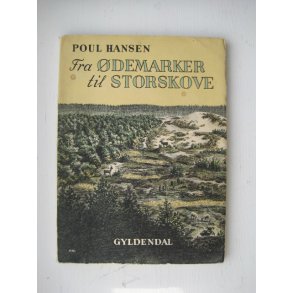 POUL HANSEN
Fra ØDEMARKER
til STORSKOVE
GYLDENDAL